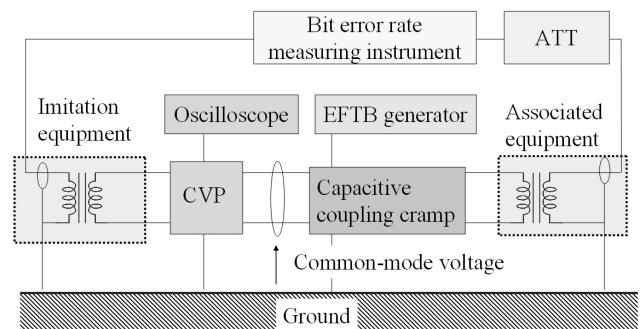 Bit error rate
measuring instrument
ATT
Imitation
equipment
Oscilloscope
EFTB generator
Associated
equipment
CVP
Capacitive
coupling cramp
Common-mode voltage
Ground